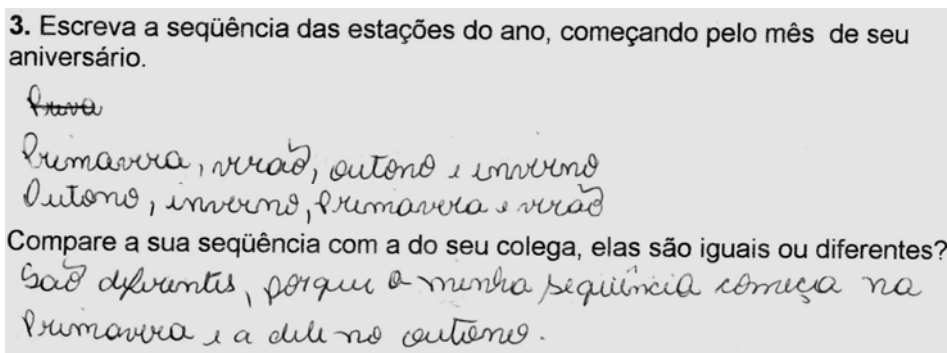 3. Escreva a seqüência das estações do ano, começando pelo mês de seu
aniversário.
Prava
Primavera, verão, outono e inverno
Outono, inverno, primavera e verão
Compare a sua seqüência com a do seu colega, elas são iguais ou diferentes?
São diferentes, porque a minha sequência começa na
Primavera e a dele no outono.